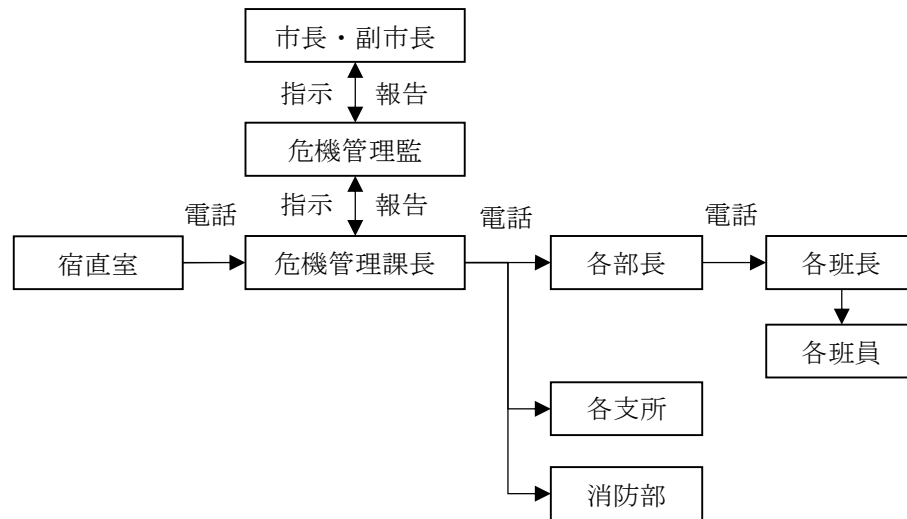 市長・副市長
指示 報告
危機管理監
指示 報告
電話 電話 電話
宿直室 危機管理課長 各部長 各班長
各班員
各支所
消防部